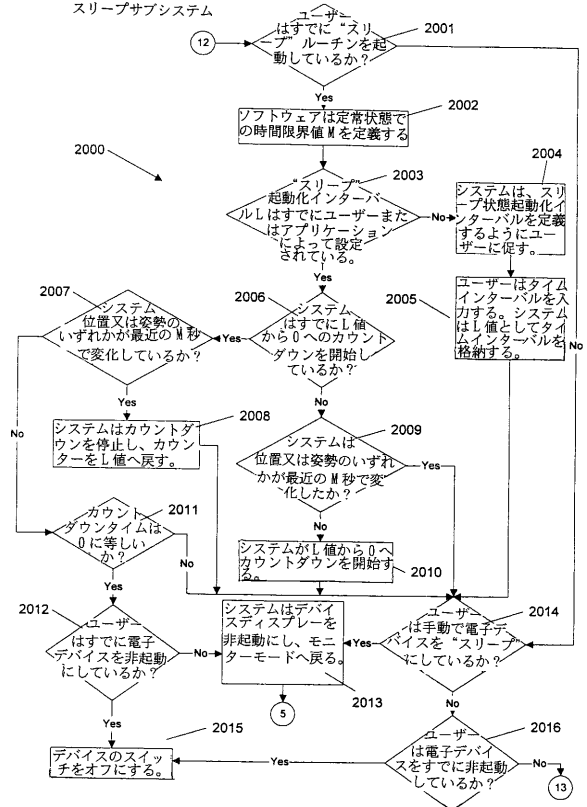 スリープサブシステム
12
ユーザー
はすでに“スリ
ープ”ルーチンを起
動しているか？
2001
Yes
ソフトウェアは定常状態で
の時間限界値Mを定義する
2002
2000
“スリープ”
起動化インターバ
ルLはすでにユーザーまた
はアプリケーション
によって設定
されている。
2003
No
2004
システムは、スリ
ープ状態起動化イ
ンターバルを定義
するようにユー
ザーに促す。
Yes
2005
ユーザーはタイム
インターバルを入
力する。システム
はL値としてタイ
ムインターバルを
格納する。
No
2007
システム
位置又は姿勢の
いずれかが最近のM秒
で変化しているか？
Yes
2006
システム
はすでにL値
から0へのカウント
ダウンを開始し
ているか？
Yes
No
No
システムはカウントダ
ウンを停止し、カウン
ターをL値へ戻す。
2008
システムは
位置又は姿勢のいずれ
かが最近のM秒で変
化したか？
2009
Yes
No
カウント
ダウンタイムは
0に等しい
か？
2011
No
システムがL値から0へ
カウントダウンを開始す
る。
2010
Yes
2012
ユーザー
はすでに電子
デバイスを非起動
にしているか？
No
システムはデバイ
スディスプレーを
非起動にし、モニ
ターモードへ戻る。
2013
Yes
ユーザー
は手動で電子デ
バイスを“スリープ”
にしているか？
2014
5
No
Yes
2015
デバイスのスイッ
チをオフにする。
Yes
ユーザー
は電子デバイ
スをすでに非起動
しているか？
2016
No
13